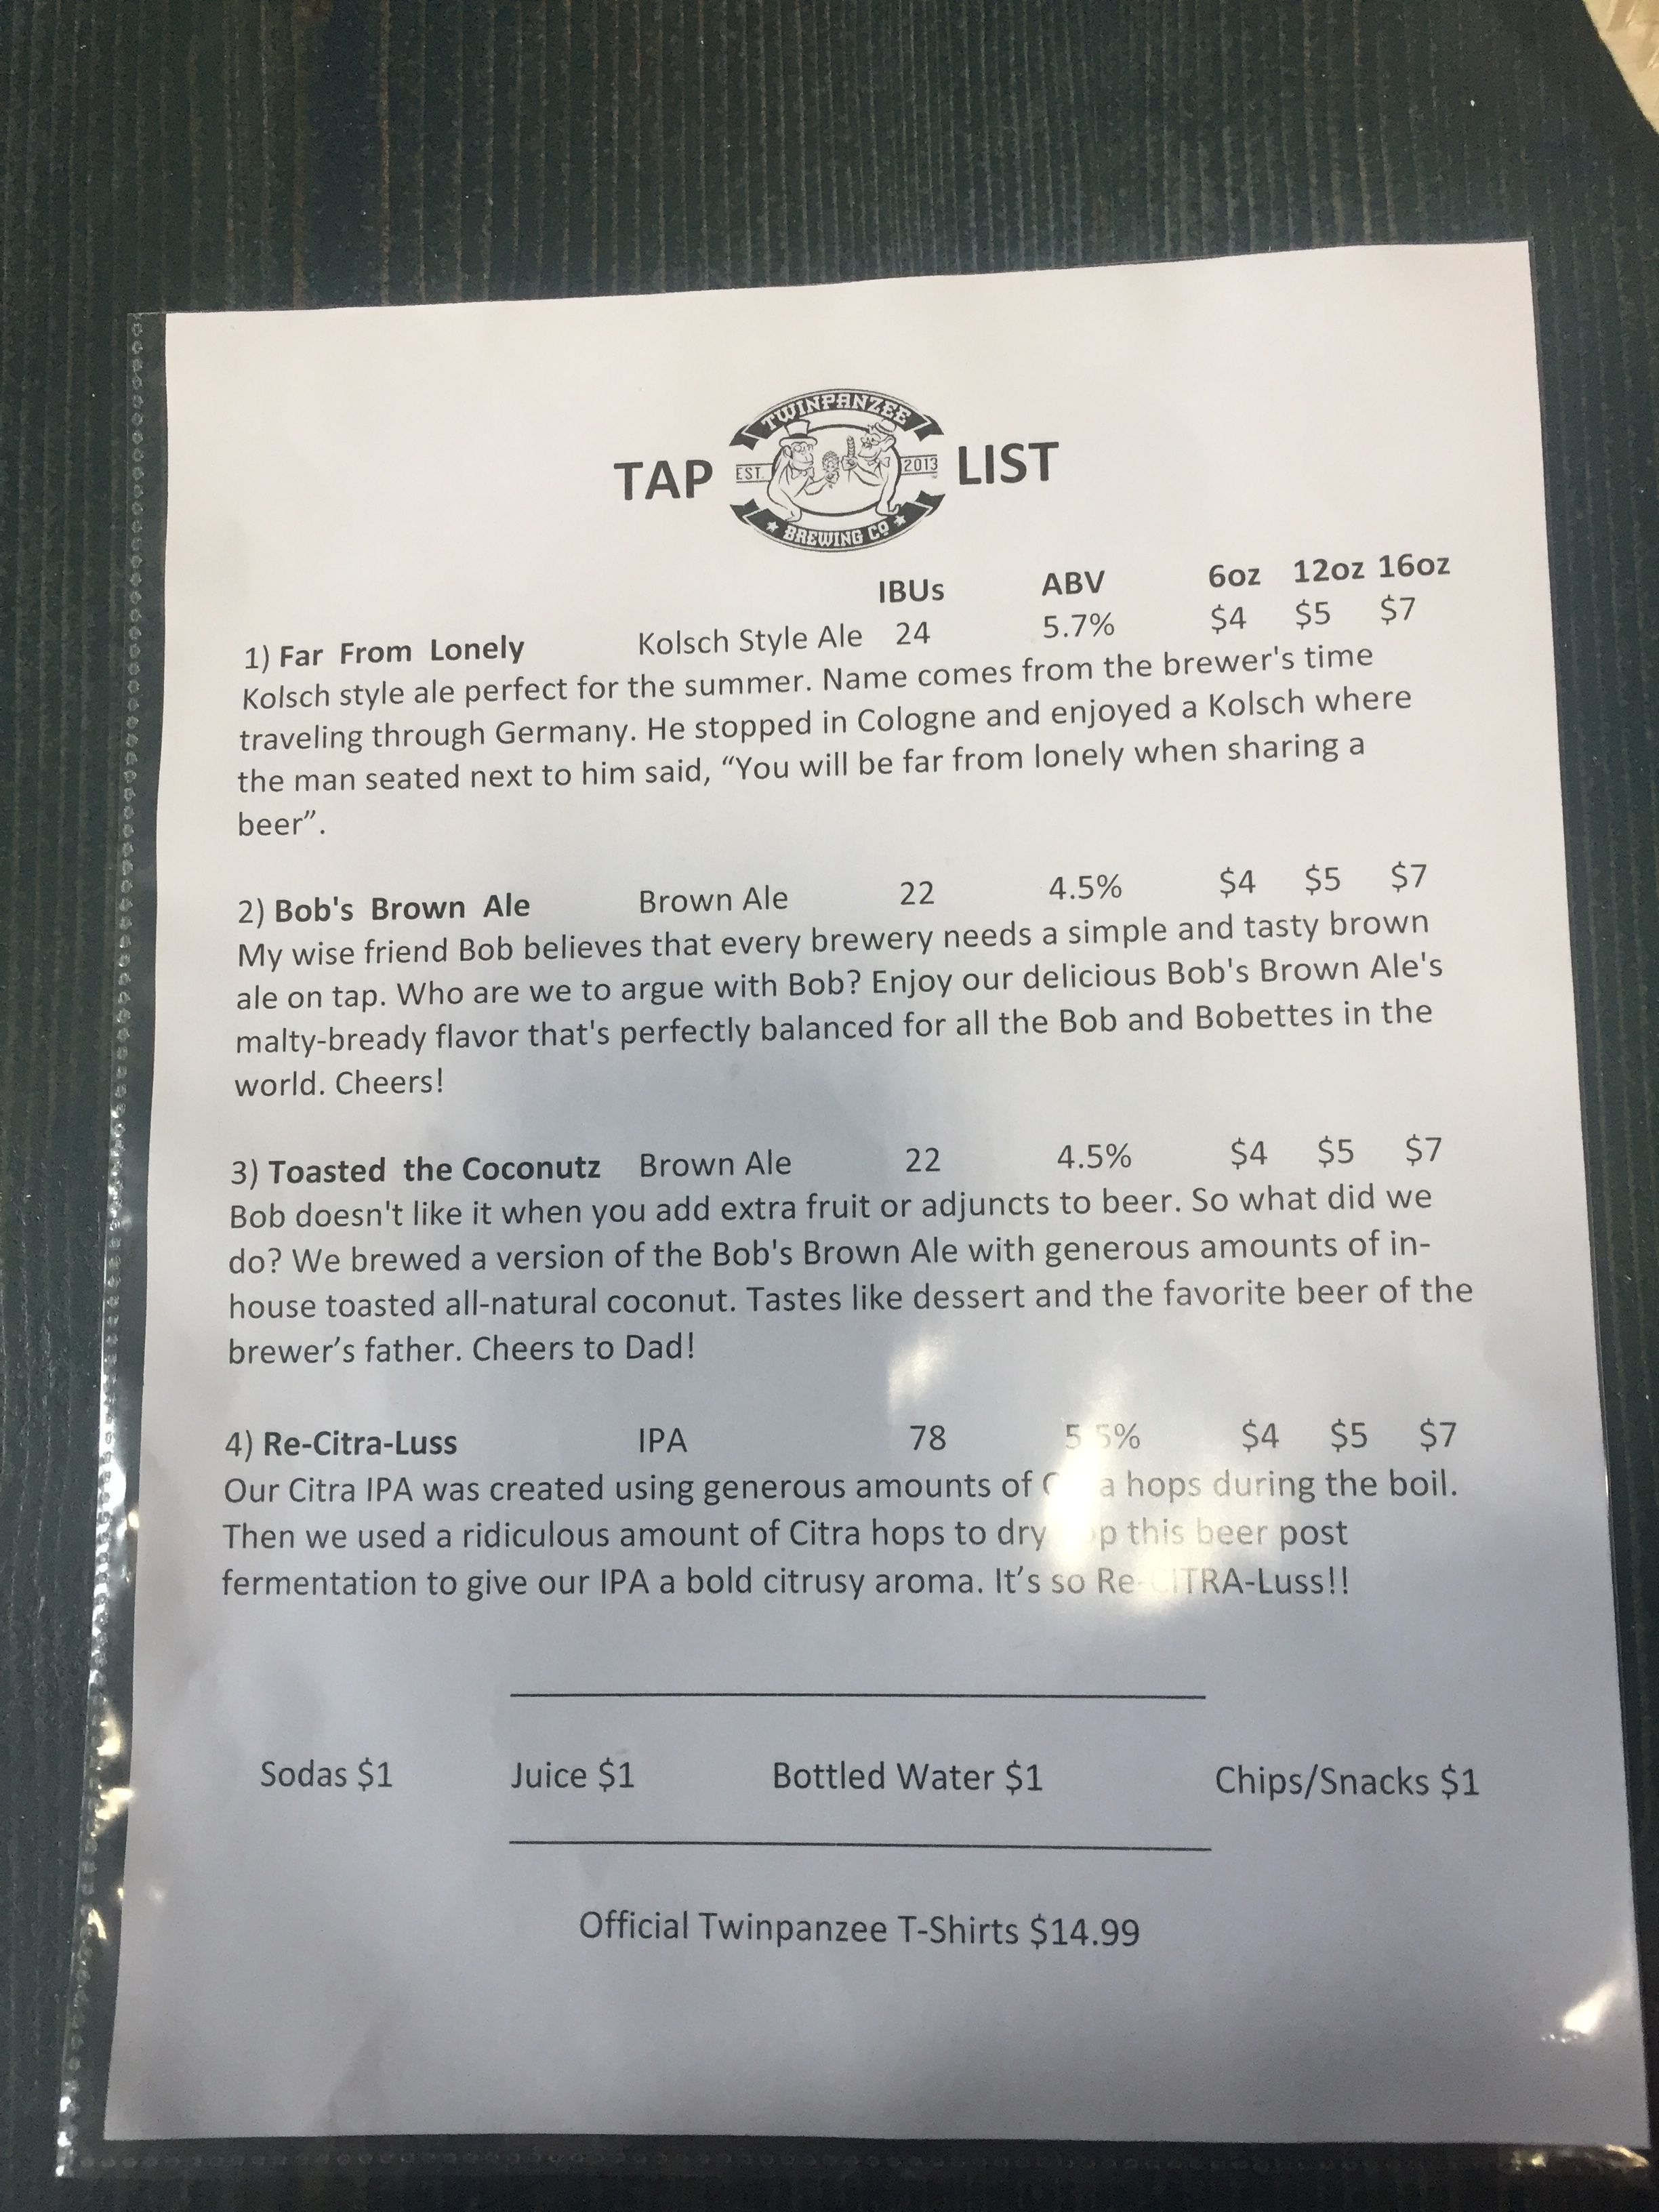 TWINPANZEE
TAP EST. 2013 LIST
BREWING CO
IBUs ABV 6oz 12oz 16oz
1) Far From Lonely Kolsch Style Ale 24 5.7% $4 $5 $7
Kolsch style ale perfect for the summer. Name comes from the brewer's time
traveling through Germany. He stopped in Cologne and enjoyed a Kolsch where
the man seated next to him said, “You will be far from lonely when sharing a
beer”.
2) Bob's Brown Ale Brown Ale 22 4.5% $4 $5 $7
My wise friend Bob believes that every brewery needs a simple and tasty brown
ale on tap. Who are we to argue with Bob? Enjoy our delicious Bob's Brown Ale's
malty-bready flavor that's perfectly balanced for all the Bob and Bobettes in the
world. Cheers!
3) Toasted the Coconutz Brown Ale 22 4.5% $4 $5 $7
Bob doesn't like it when you add extra fruit or adjuncts to beer. So what did we
do? We brewed a version of the Bob's Brown Ale with generous amounts of in-
house toasted all-natural coconut. Tastes like dessert and the favorite beer of the
brewer’s father. Cheers to Dad!
4) Re-Citra-Luss IPA 78 5.5% $4 $5 $7
Our Citra IPA was created using generous amounts of hops during the boil.
Then we used a ridiculous amount of Citra hops to dry this beer post
fermentation to give our IPA a bold citrusy aroma. It’s so Re-CITRA-Luss!!
Sodas $1 Juice $1 Bottled Water $1 Chips/Snacks $1
Official Twinpanzee T-Shirts $14.99